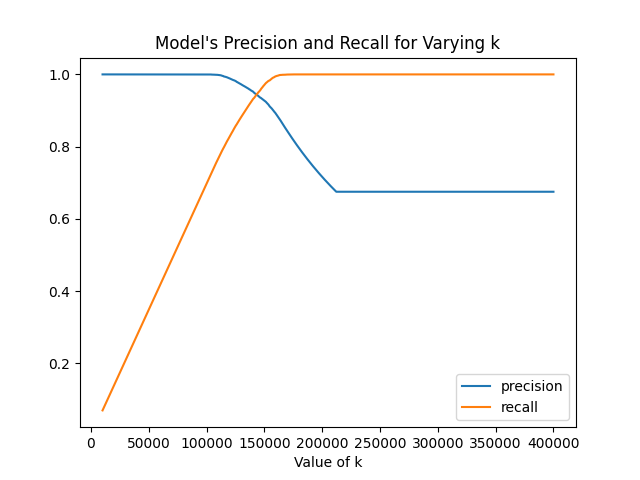 Model's Precision and Recall for Varying k
1.0
0.8
0.6
0.4
0.2
precision
recall
0 50000 100000 150000 200000 250000 300000 350000 400000
Value of k